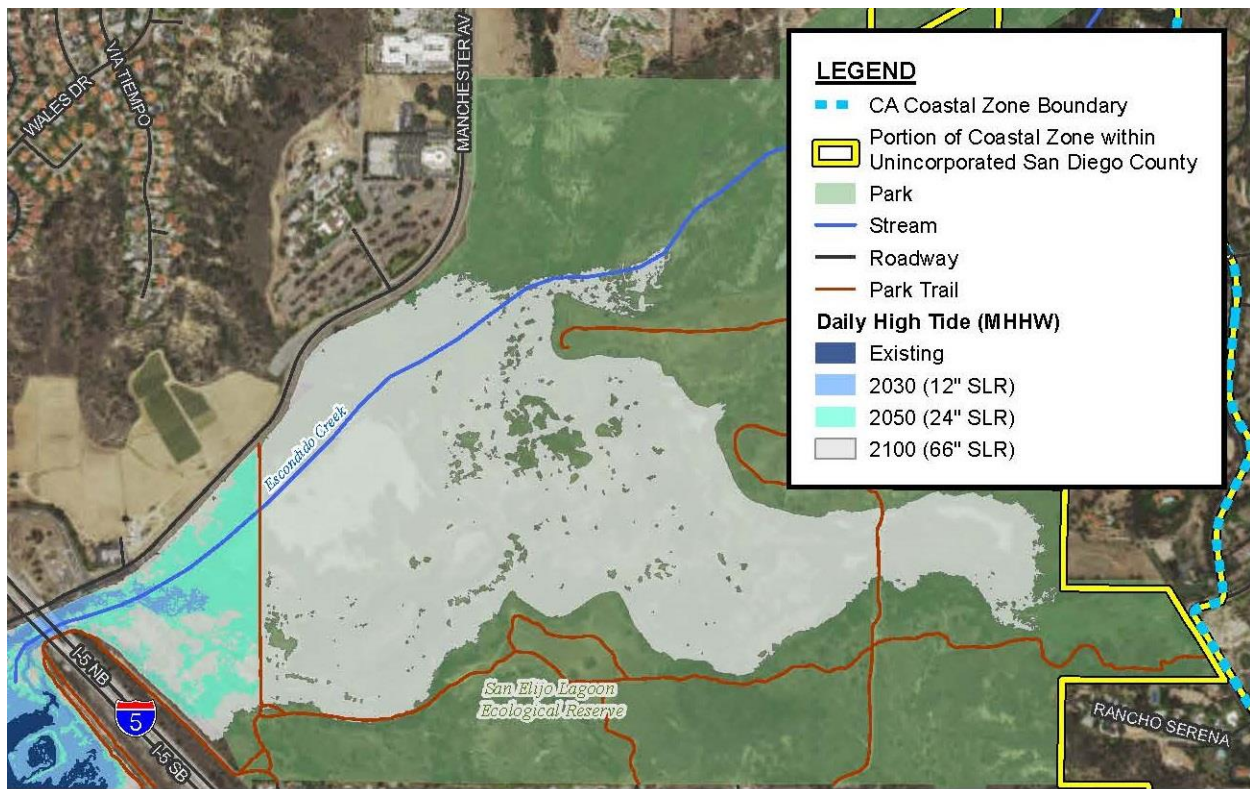 WALES DR
VIA TIEMPO
MANCHESTER AV
LEGEND
CA Coastal Zone Boundary
Portion of Coastal Zone within
Unincorporated San Diego County
Park
Stream
Roadway
Park Trail
Daily High Tide (MHHW)
Existing
2030 (12" SLR)
2050 (24" SLR)
2100 (66" SLR)
Escondido Creek
I-5 NB
5
I-5 SB
San Elijo Lagoon
Ecological Reserve
RANCHO SERENA